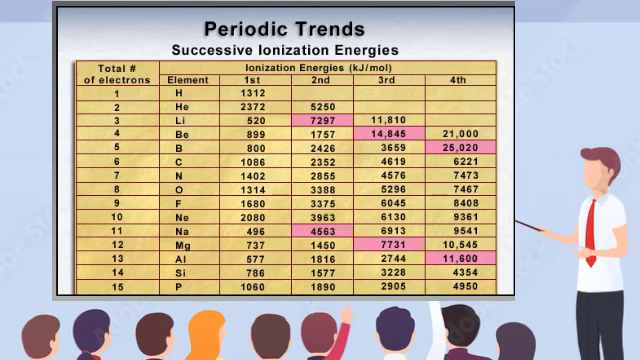 Periodic Trends
Successive Ionization Energies
Total # Ionization Energies (kJ/mol)
of electrons Element 1st 2nd 3rd 4th
1 H 1312
2 He 2372 5250
3 Li 520 7297 11,810
4 Be 899 1757 14,845 21,000
5 B 800 2426 3659 25,020
6 C 1086 2352 4619 6221
7 N 1402 2855 4576 7473
8 O 1314 3388 5296 7467
9 F 1680 3375 6045 8408
10 Ne 2080 3963 6130 9361
11 Na 496 4563 6913 9541
12 Mg 737 1450 7731 10,545
13 Al 577 1816 2744 11,600
14 Si 786 1577 3228 4354
15 P 1060 1890 2905 4950